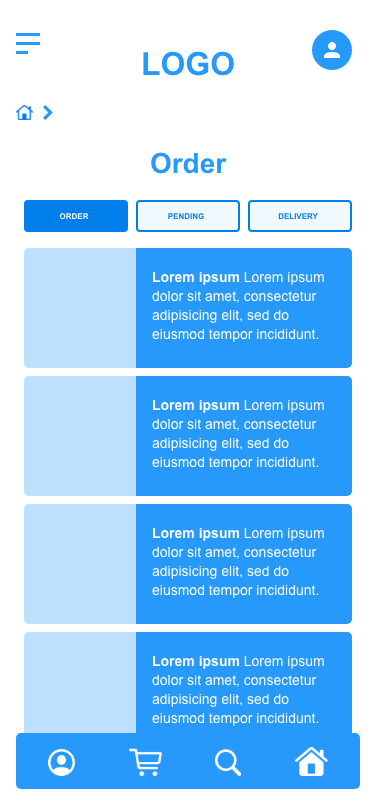 LOGO
Order
ORDER
PENDING
DELIVERY
Lorem ipsum Lorem ipsum
dolor sit amet, consectetur
adipisicing elit, sed do
eiusmod tempor incididunt.
Lorem ipsum Lorem ipsum
dolor sit amet, consectetur
adipisicing elit, sed do
eiusmod tempor incididunt.
Lorem ipsum Lorem ipsum
dolor sit amet, consectetur
adipisicing elit, sed do
eiusmod tempor incididunt.
Lorem ipsum Lorem ipsum
dolor sit amet, consectetur
adipisicing elit, sed do
eiusmod tempor incididunt.